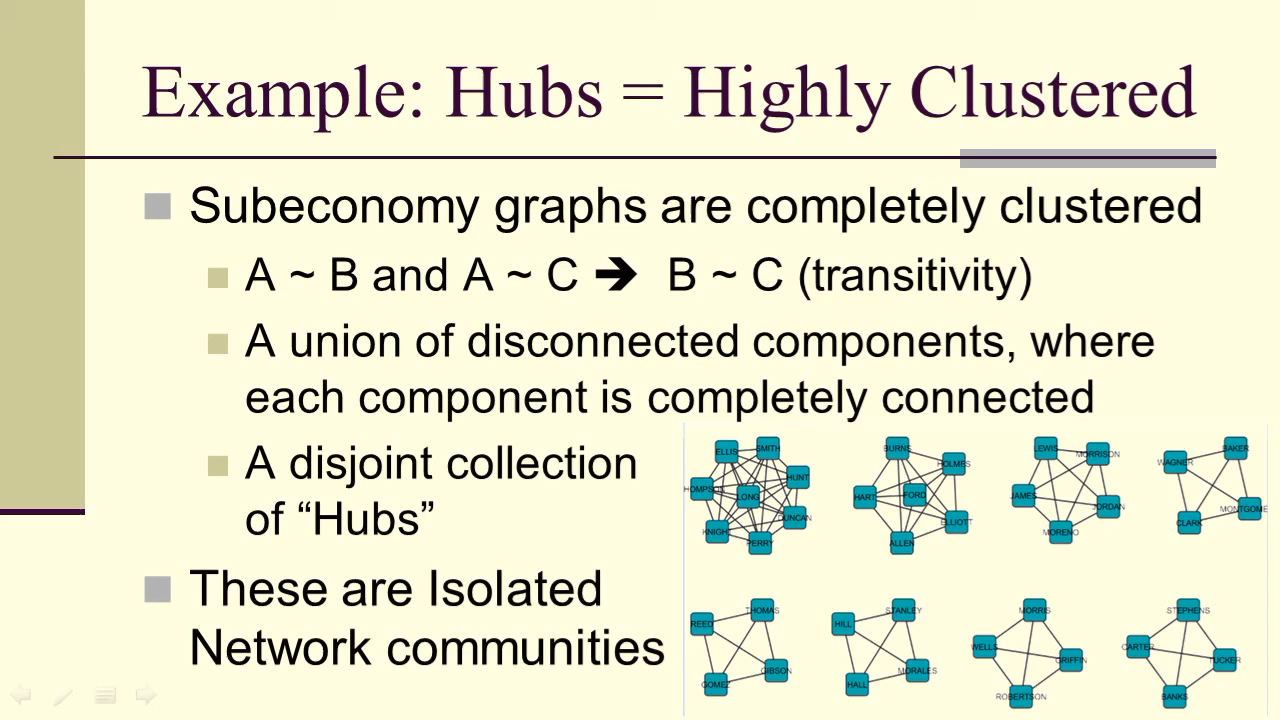 Example: Hubs = Highly Clustered
Subeconomy graphs are completely clustered
A ~ B and A ~ C ➔ B ~ C (transitivity)
A union of disconnected components, where
each component is completely connected
A disjoint collection
of “Hubs”
These are Isolated
Network communities
ELLIS
SMITH
HUNT
HOMPSO
LONG
DUNCAN
KNIGH
PERRY
BURNS
HOLMES
HART
FORD
ELLIOTT
ALLEN
LEWIS
MORRISON
JAMES
JORDAN
MORENO
BAKER
WAGNER
MONTGOME
CLARK
THOMAS
REED
GIBSON
GOMEZ
STANLEY
HILL
MORALES
HALL
MORRIS
WELLS
GRIFFIN
ROBERTSON
STEPHENS
CARTER
TUCKER
BANKS